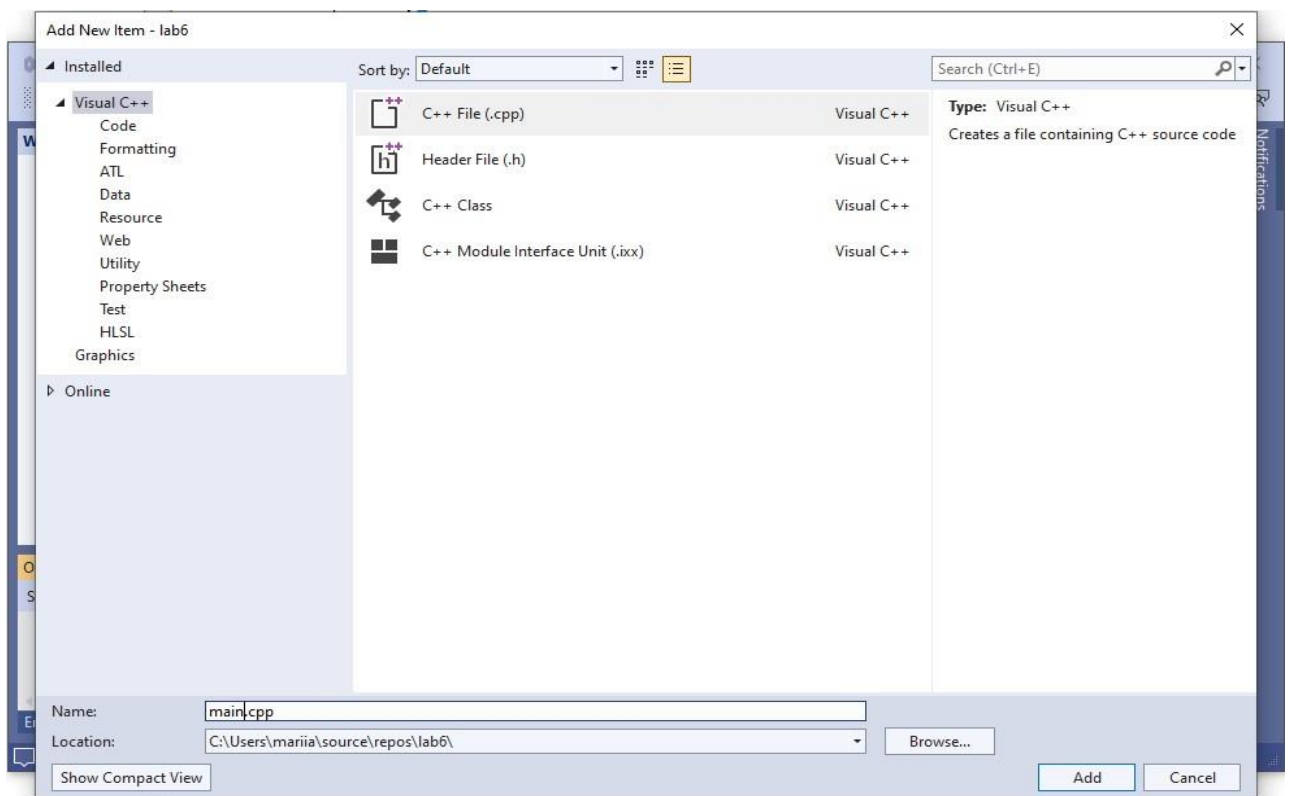 Add New Item - lab6
Installed
Visual C++
Code
Formatting
ATL
Data
Resource
Web
Utility
Property Sheets
Test
HLSL
Graphics
Online
Sort by: Default
C++ File (.cpp) Visual C++
Header File (.h) Visual C++
C++ Class Visual C++
C++ Module Interface Unit (.ixx) Visual C++
Search (Ctrl+E)
Type: Visual C++
Creates a file containing C++ source code
Notifications
Name: main.cpp
Location: C:\Users\mariia\source\repos\lab6\
Browse...
Show Compact View
Add Cancel